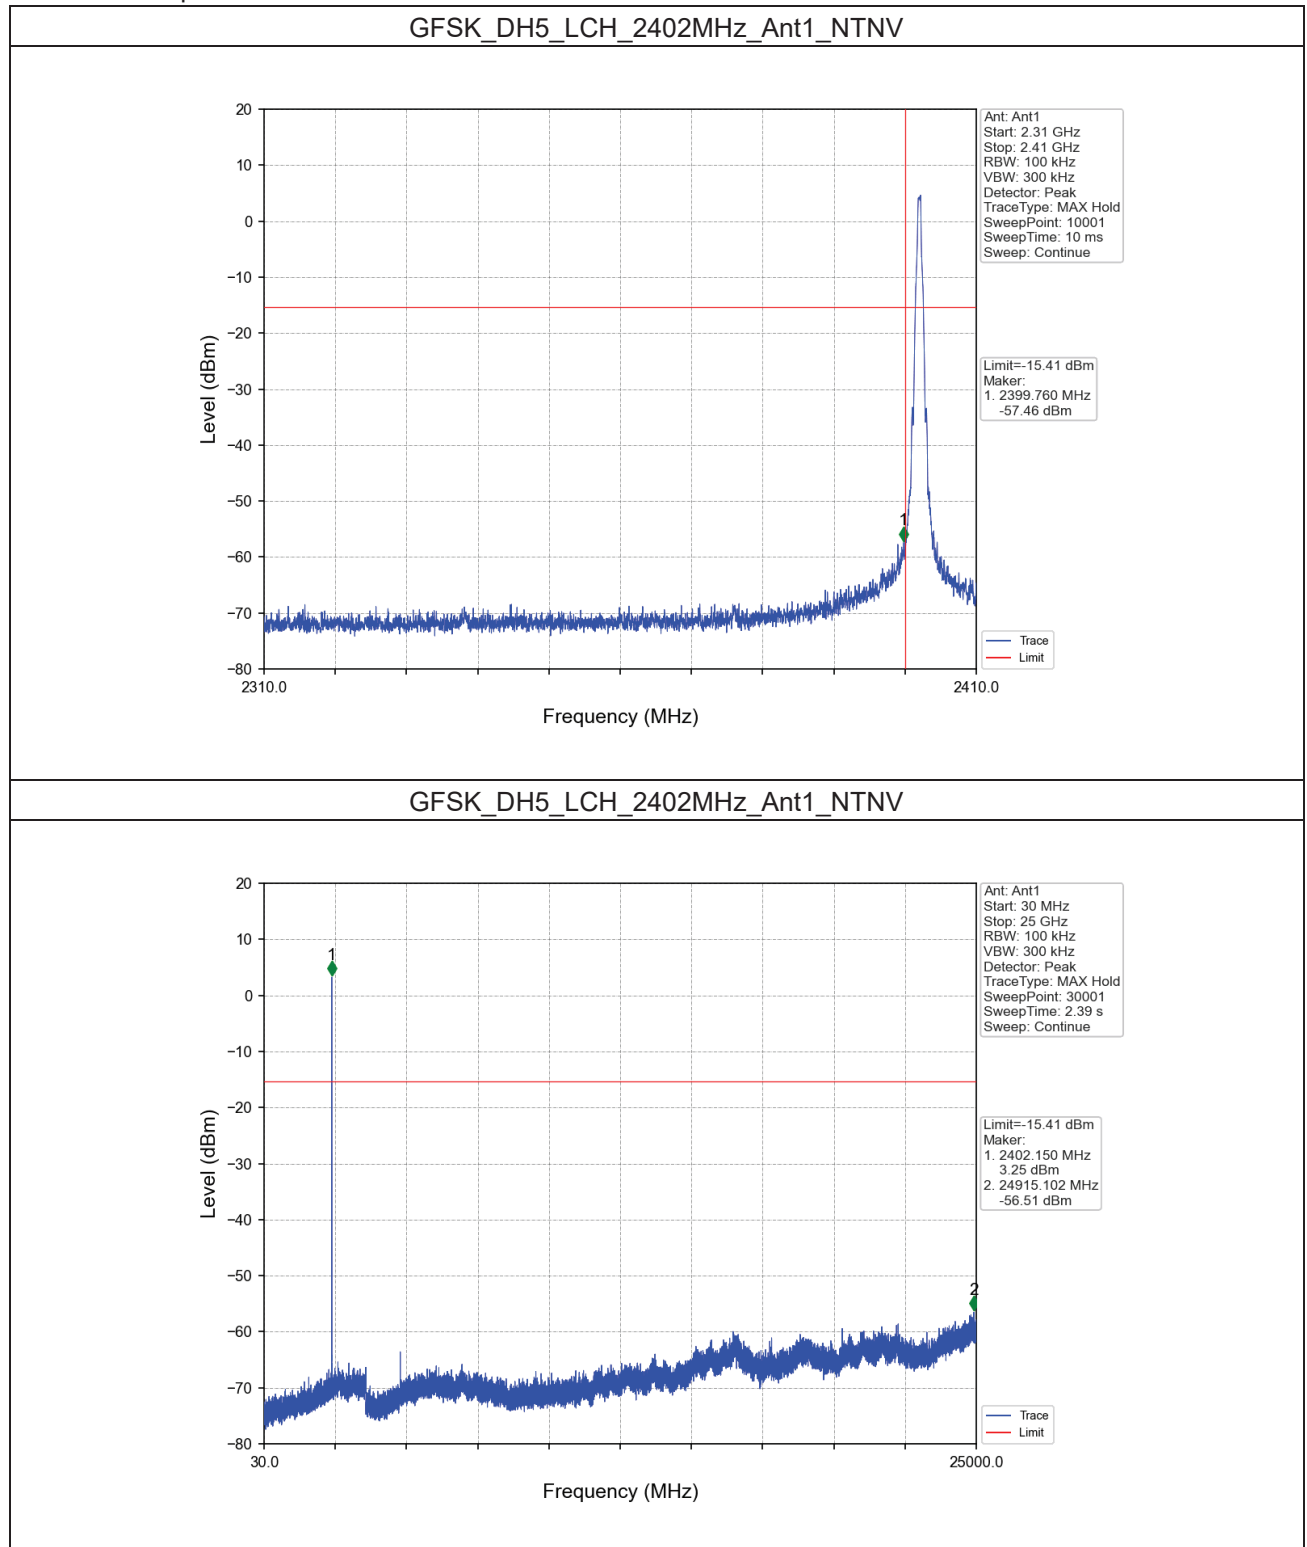 GFSK_DH5_LCH_2402MHz_Ant1_NTNV
20
10
0
−10
−20
−30
−40
−50
−60
−70
−80
Level (dBm)
2310.0
2410.0
Frequency (MHz)
1
Ant: Ant1
Start: 2.31 GHz
Stop: 2.41 GHz
RBW: 100 kHz
VBW: 300 kHz
Detector: Peak
TraceType: MAX Hold
SweepPoint: 10001
SweepTime: 10 ms
Sweep: Continue
Limit=-15.41 dBm
Maker:
1. 2399.760 MHz
-57.46 dBm
Trace
Limit
GFSK_DH5_LCH_2402MHz_Ant1_NTNV
20
10
0
−10
−20
−30
−40
−50
−60
−70
−80
Level (dBm)
30.0
25000.0
Frequency (MHz)
1
2
Ant: Ant1
Start: 30 MHz
Stop: 25 GHz
RBW: 100 kHz
VBW: 300 kHz
Detector: Peak
TraceType: MAX Hold
SweepPoint: 30001
SweepTime: 2.39 s
Sweep: Continue
Limit=-15.41 dBm
Maker:
1. 2402.150 MHz
3.25 dBm
2. 24915.102 MHz
-56.51 dBm
Trace
Limit